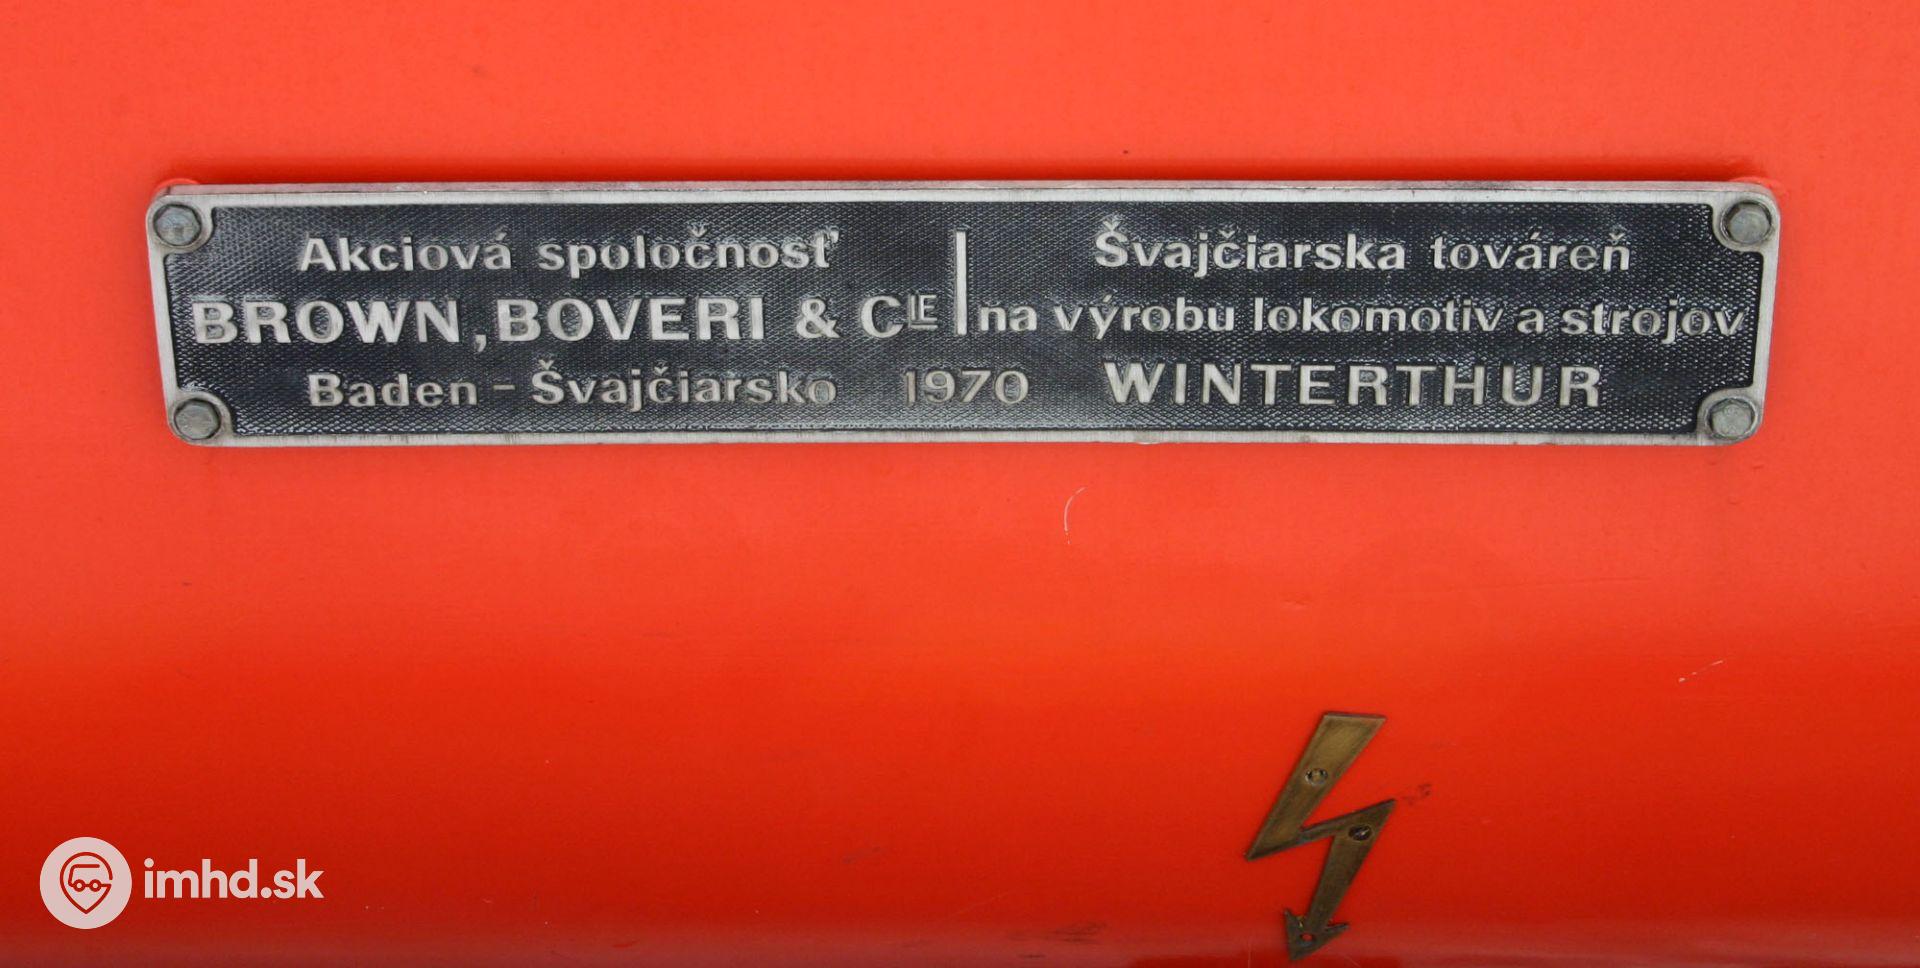 Akciová spoločnosť
BROWN, BOVERI & CIE
Baden - Švajčiarsko 1970
Švajčiarska továreň
na výrobu lokomotiv a strojov
WINTERTHUR
imhd.sk